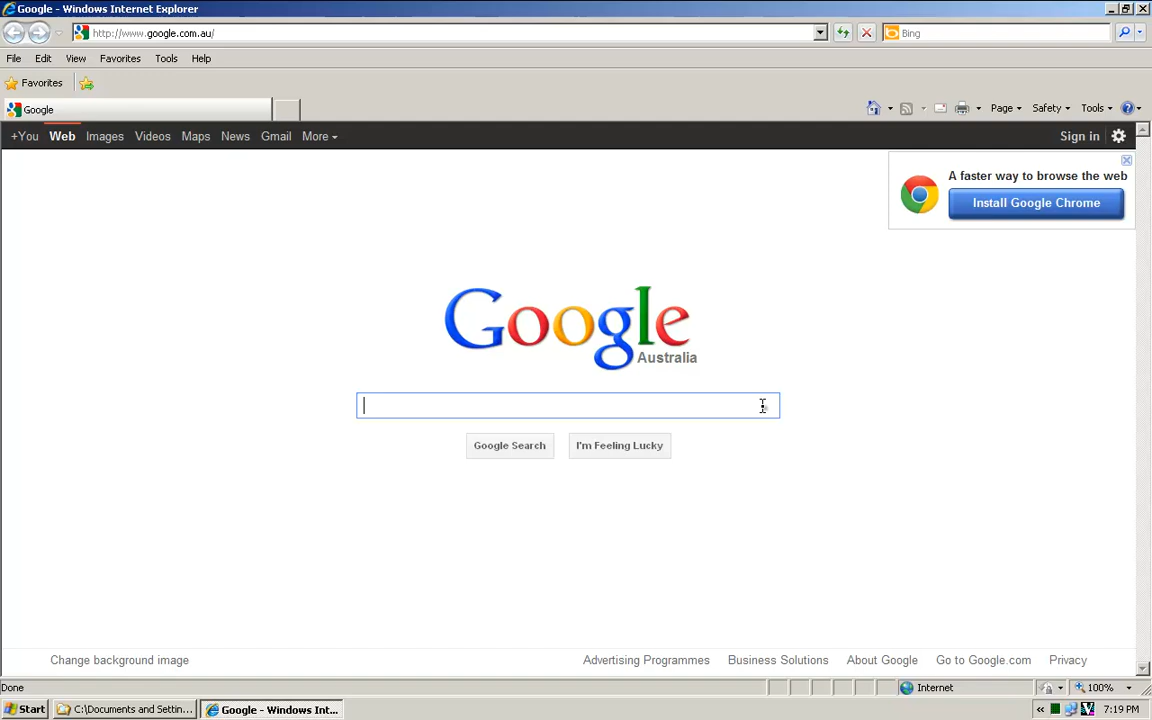 Google - Windows Internet Explorer
http://www.google.com.au/
Bing
File Edit View Favorites Tools Help
Favorites
Google
Page Safety Tools
+You Web Images Videos Maps News Gmail More
Sign in
A faster way to browse the web
Install Google Chrome
Google
Australia
Google Search I'm Feeling Lucky
Change background image Advertising Programmes Business Solutions About Google Go to Google.com Privacy
Done Internet 100%
Start C:\Documents and Settin... Google - Windows Int... 7:19 PM